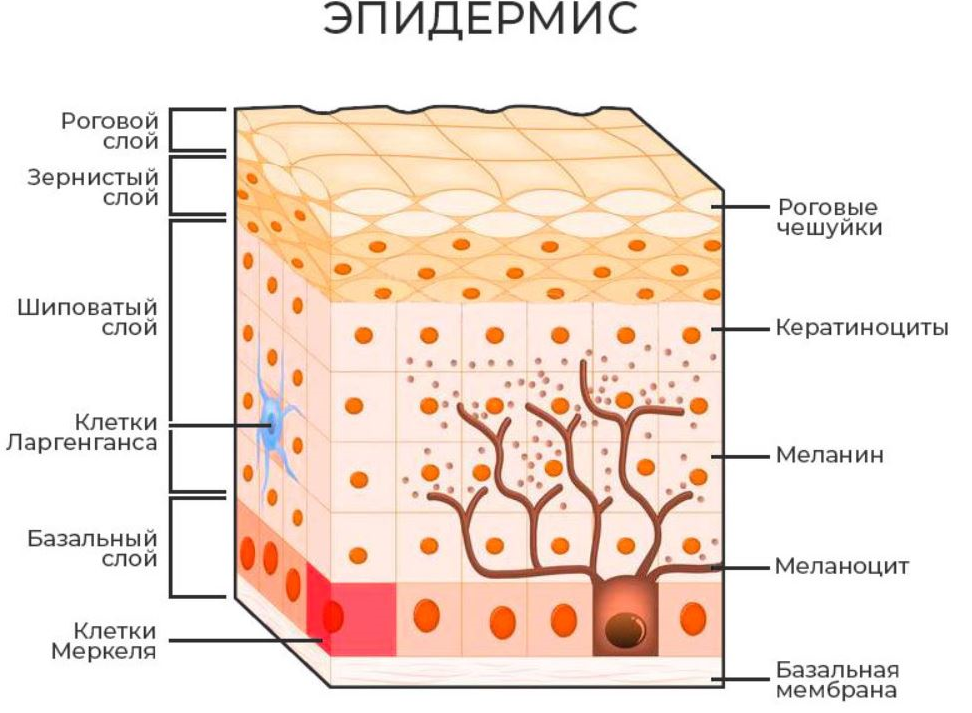 ЭПИДЕРМИС
Роговой
слой
Зернистый
слой
Шиповатый
слой
Клетки
Ларгенганса
Базальный
слой
Клетки
Меркеля
Роговые
чешуйки
Кератиноциты
Меланин
Меланоцит
Базальная
мембрана